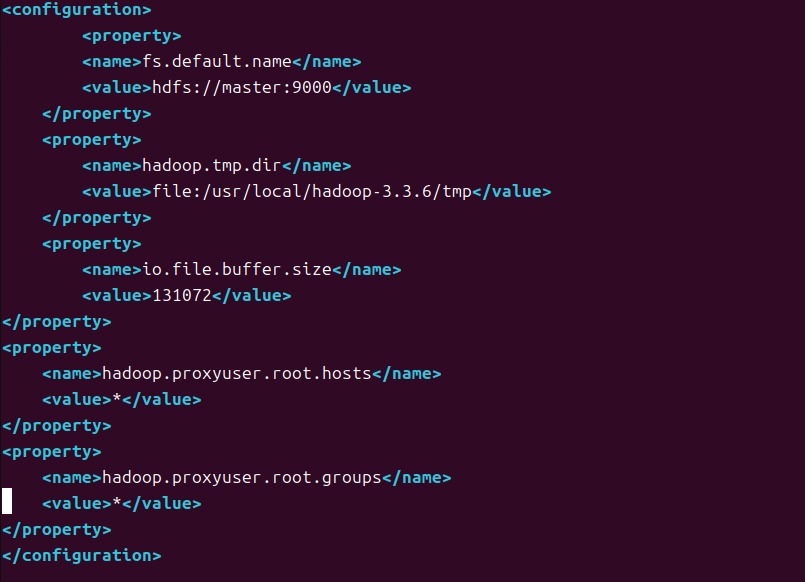 <configuration>
        <property>
        <name>fs.default.name</name>
        <value>hdfs://master:9000</value>
    </property>
    <property>
        <name>hadoop.tmp.dir</name>
        <value>file:/usr/local/hadoop-3.3.6/tmp</value>
    </property>
    <property>
        <name>io.file.buffer.size</name>
        <value>131072</value>
</property>
<property>
    <name>hadoop.proxyuser.root.hosts</name>
    <value>*</value>
</property>
<property>
    <name>hadoop.proxyuser.root.groups</name>
    <value>*</value>
</property>
</configuration>